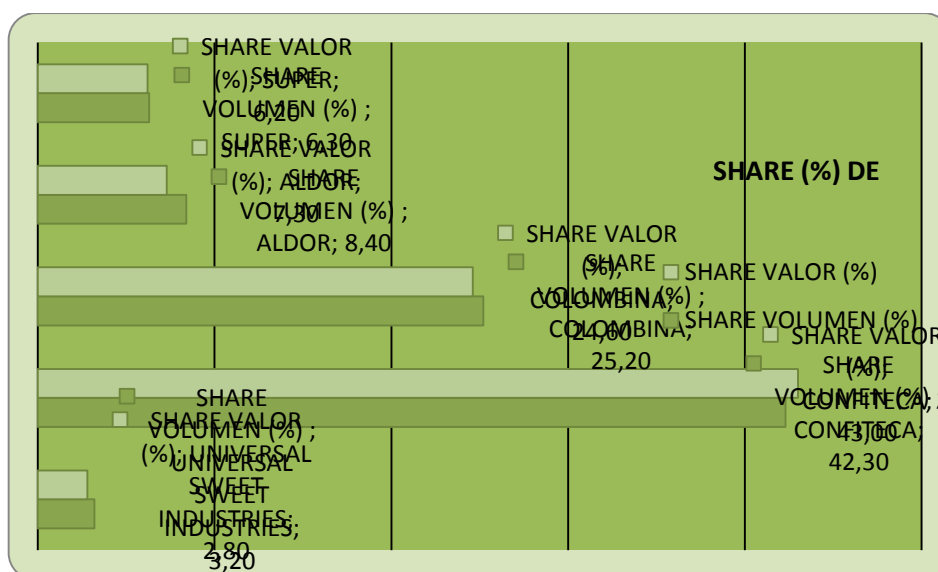 SHARE VALOR
(%); SUPER;
6,20
SHARE
VOLUMEN (%) ;
SUPER; 6,30
SHARE VALOR
(%); ALDOR;
7,30
SHARE
VOLUMEN (%) ;
ALDOR; 8,40
SHARE (%) DE
SHARE VALOR
(%);
COLOMBINA;
24,60
SHARE
VOLUMEN (%) ;
COLOMBINA;
25,20
SHARE VALOR (%)
SHARE VOLUMEN (%)
SHARE VALOR
(%);
CONFITECA;
43,00
SHARE
VOLUMEN (%)
CONFITECA;
42,30
SHARE
VOLUMEN (%) ;
UNIVERSAL
SWEET
INDUSTRIES;
3,20
SHARE VALOR
(%); UNIVERSAL
SWEET
INDUSTRIES;
2,80